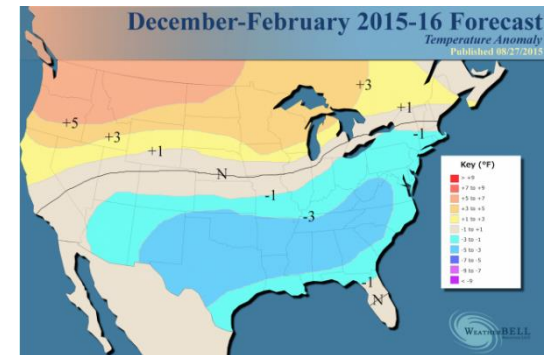 December-February 2015-16 Forecast
Temperature Anomaly
Published 08/27/2015
+3
+5
+1
+3
+1
-1
N
-1
-3
-1
N
Key (°F)
> +9
+7 to +9
+5 to +7
+3 to +5
+1 to +3
-1 to +1
-3 to -1
-5 to -3
-7 to -5
-9 to -7
< -9
WEATHERBELL